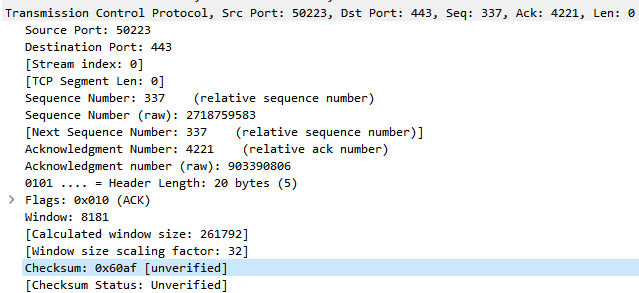 Transmission Control Protocol, Src Port: 50223, Dst Port: 443, Seq: 337, Ack: 4221, Len: 0
Source Port: 50223
Destination Port: 443
[Stream index: 0]
[TCP Segment Len: 0]
Sequence Number: 337    (relative sequence number)
Sequence Number (raw): 2718759583
[Next Sequence Number: 337    (relative sequence number)]
Acknowledgment Number: 4221    (relative ack number)
Acknowledgment number (raw): 903390806
0101 .... = Header Length: 20 bytes (5)
Flags: 0x010 (ACK)
Window: 8181
[Calculated window size: 261792]
[Window size scaling factor: 32]
Checksum: 0x60af [unverified]
[Checksum Status: Unverified]